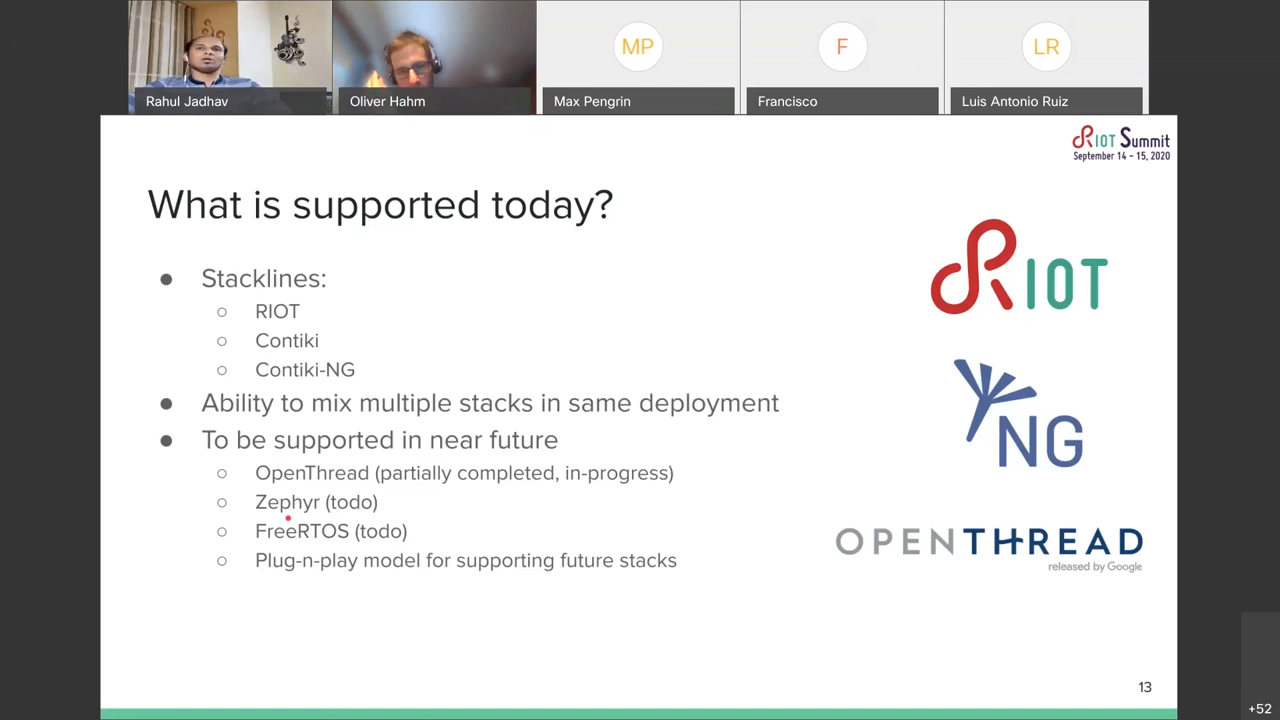 MP
F
LR
Rahul Jadhav
Oliver Hahm
Max Pengrin
Francisco
Luis Antonio Ruiz
RIOT Summit
September 14 - 15, 2020
What is supported today?
● Stacklines:
○ RIOT
○ Contiki
○ Contiki-NG
● Ability to mix multiple stacks in same deployment
● To be supported in near future
○ OpenThread (partially completed, in-progress)
○ Zephyr (todo)
○ FreeRTOS (todo)
○ Plug-n-play model for supporting future stacks
RIOT
NG
OPENTHREAD
released by Google
13
+52